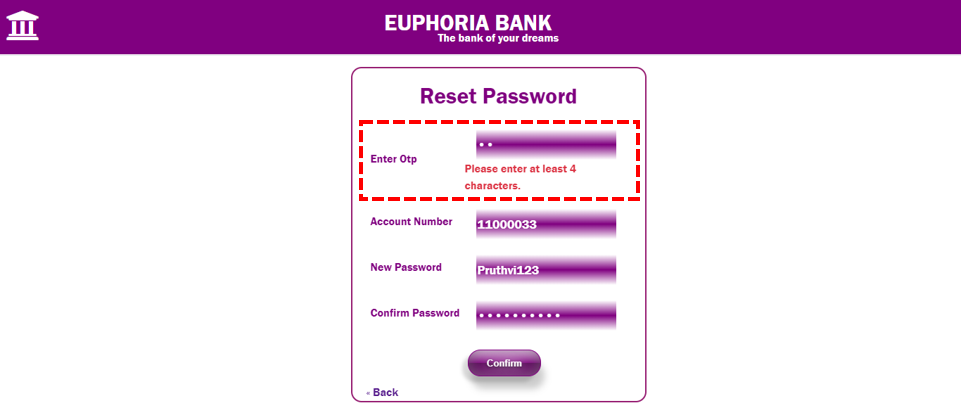 EUPHORIA BANK
The bank of your dreams
Reset Password
Enter Otp
••
Please enter at least 4
characters.
Account Number 11000033
New Password Pruthvi123
Confirm Password ••••••••••
Confirm
« Back